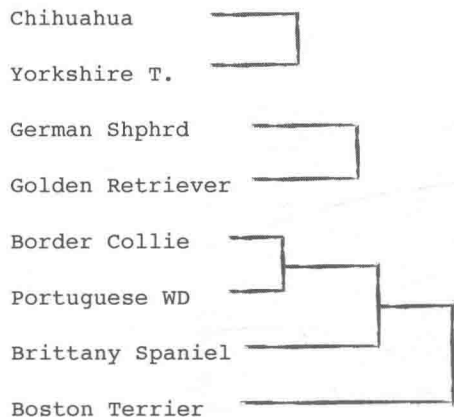 Chihuahua
Yorkshire T.
German Shphrd
Golden Retriever
Border Collie
Portuguese WD
Brittany Spaniel
Boston Terrier